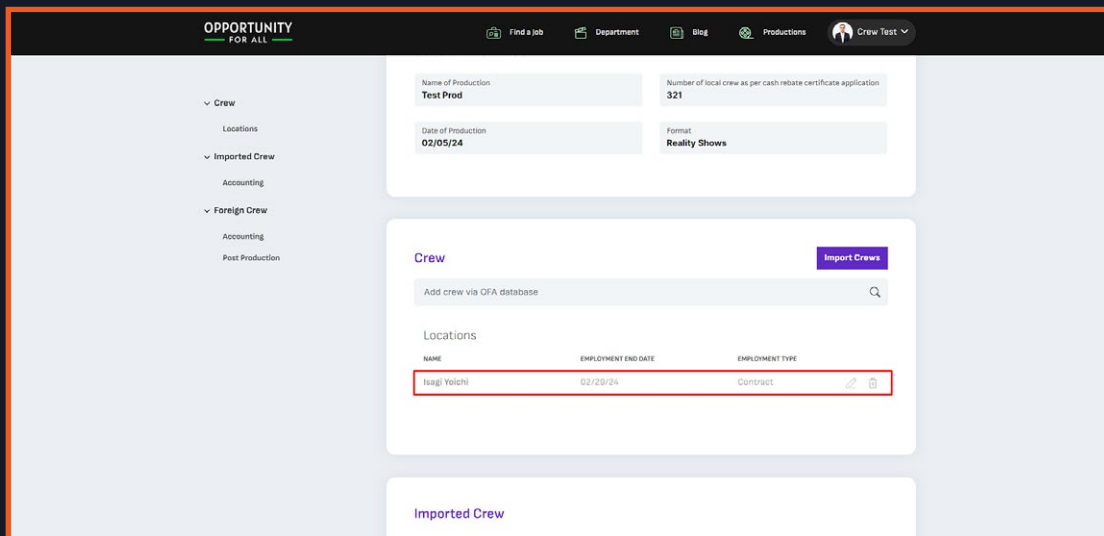 OPPORTUNITY
FOR ALL
Find a job
Department
Blog
Productions
Crew Test
Crew
Locations
Imported Crew
Accounting
Foreign Crew
Accounting
Post Production
Name of Production
Test Prod
Number of local crew as per cash rebate certificate application
321
Date of Production
02/05/24
Format
Reality Shows
Crew
Import Crews
Add crew via OFA database
Locations
NAME EMPLOYMENT END DATE EMPLOYMENT TYPE
Isagi Yoichi 02/29/24 Contract
Imported Crew